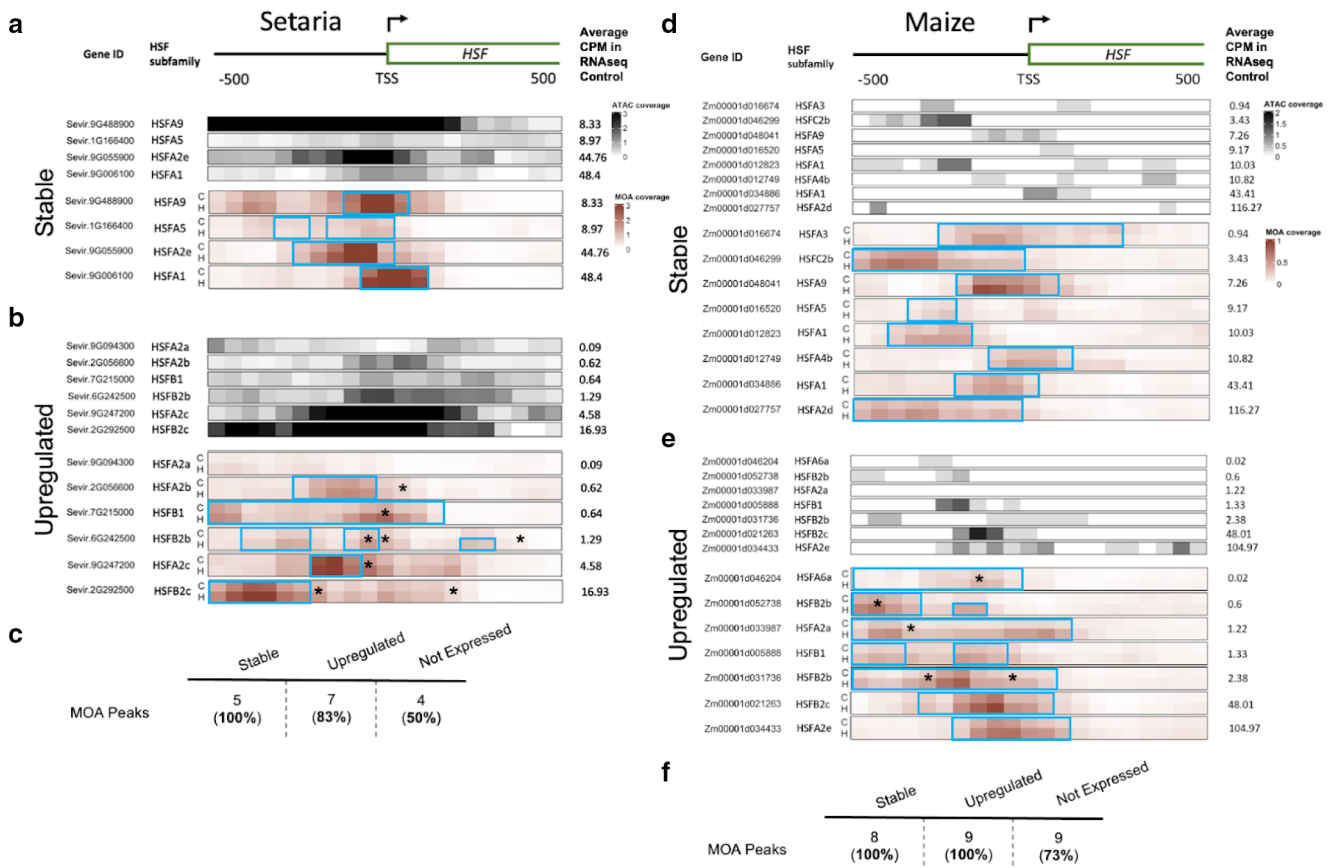 a
Setaria
Gene ID
HSF subfamily
HSF
-500
TSS
500
Average CPM in RNAseq Control
Stable
Sevir.9G488900 HSFA9 8.33
Sevir.1G166400 HSFA5 8.97
Sevir.9G055900 HSFA2e 44.76
Sevir.9G006100 HSFA1 48.4
ATAC coverage
3
2
1
0
Sevir.9G488900 HSFA9 C H 8.33
Sevir.1G166400 HSFA5 C H 8.97
Sevir.9G055900 HSFA2e C H 44.76
Sevir.9G006100 HSFA1 C H 48.4
MOA coverage
3
2
1
0
b
Upregulated
Sevir.9G094300 HSFA2a 0.09
Sevir.2G056600 HSFA2b 0.62
Sevir.7G215000 HSFB1 0.64
Sevir.6G242500 HSFB2b 1.29
Sevir.9G247200 HSFA2c 4.58
Sevir.2G292500 HSFB2c 16.93
Sevir.9G094300 HSFA2a C H 0.09
Sevir.2G056600 HSFA2b C H * 0.62
Sevir.7G215000 HSFB1 C H * 0.64
Sevir.6G242500 HSFB2b C H * * * 1.29
Sevir.9G247200 HSFA2c C H * 4.58
Sevir.2G292500 HSFB2c C H * * 16.93
c
Stable Upregulated Not Expressed
MOA Peaks
5 7 4
(100%) (83%) (50%)
d
Maize
Gene ID
HSF subfamily
HSF
-500
TSS
500
Average CPM in RNAseq Control
Stable
Zm00001d016674 HSFA3 0.94
Zm00001d046299 HSFC2b 3.43
Zm00001d048041 HSFA9 7.26
Zm00001d016520 HSFA5 9.17
Zm00001d012823 HSFA1 10.03
Zm00001d012749 HSFA4b 10.82
Zm00001d034886 HSFA1 43.41
Zm00001d027757 HSFA2d 116.27
ATAC coverage
2
1.5
1
0.5
0
Zm00001d016674 HSFA3 C H 0.94
Zm00001d046299 HSFC2b C H 3.43
Zm00001d048041 HSFA9 C H 7.26
Zm00001d016520 HSFA5 C H 9.17
Zm00001d012823 HSFA1 C H 10.03
Zm00001d012749 HSFA4b C H 10.82
Zm00001d034886 HSFA1 C H 43.41
Zm00001d027757 HSFA2d C H 116.27
MOA coverage
1
0.5
0
e
Upregulated
Zm00001d046204 HSFA6a 0.02
Zm00001d052738 HSFB2b 0.6
Zm00001d033987 HSFA2a 1.22
Zm00001d005888 HSFB1 1.33
Zm00001d031736 HSFB2b 2.38
Zm00001d021263 HSFB2c 48.01
Zm00001d034433 HSFA2e 104.97
Zm00001d046204 HSFA6a C H * 0.02
Zm00001d052738 HSFB2b C H * 0.6
Zm00001d033987 HSFA2a C H * 1.22
Zm00001d005888 HSFB1 C H 1.33
Zm00001d031736 HSFB2b C H * * 2.38
Zm00001d021263 HSFB2c C H 48.01
Zm00001d034433 HSFA2e C H 104.97
f
Stable Upregulated Not Expressed
MOA Peaks
8 9 9
(100%) (100%) (73%)